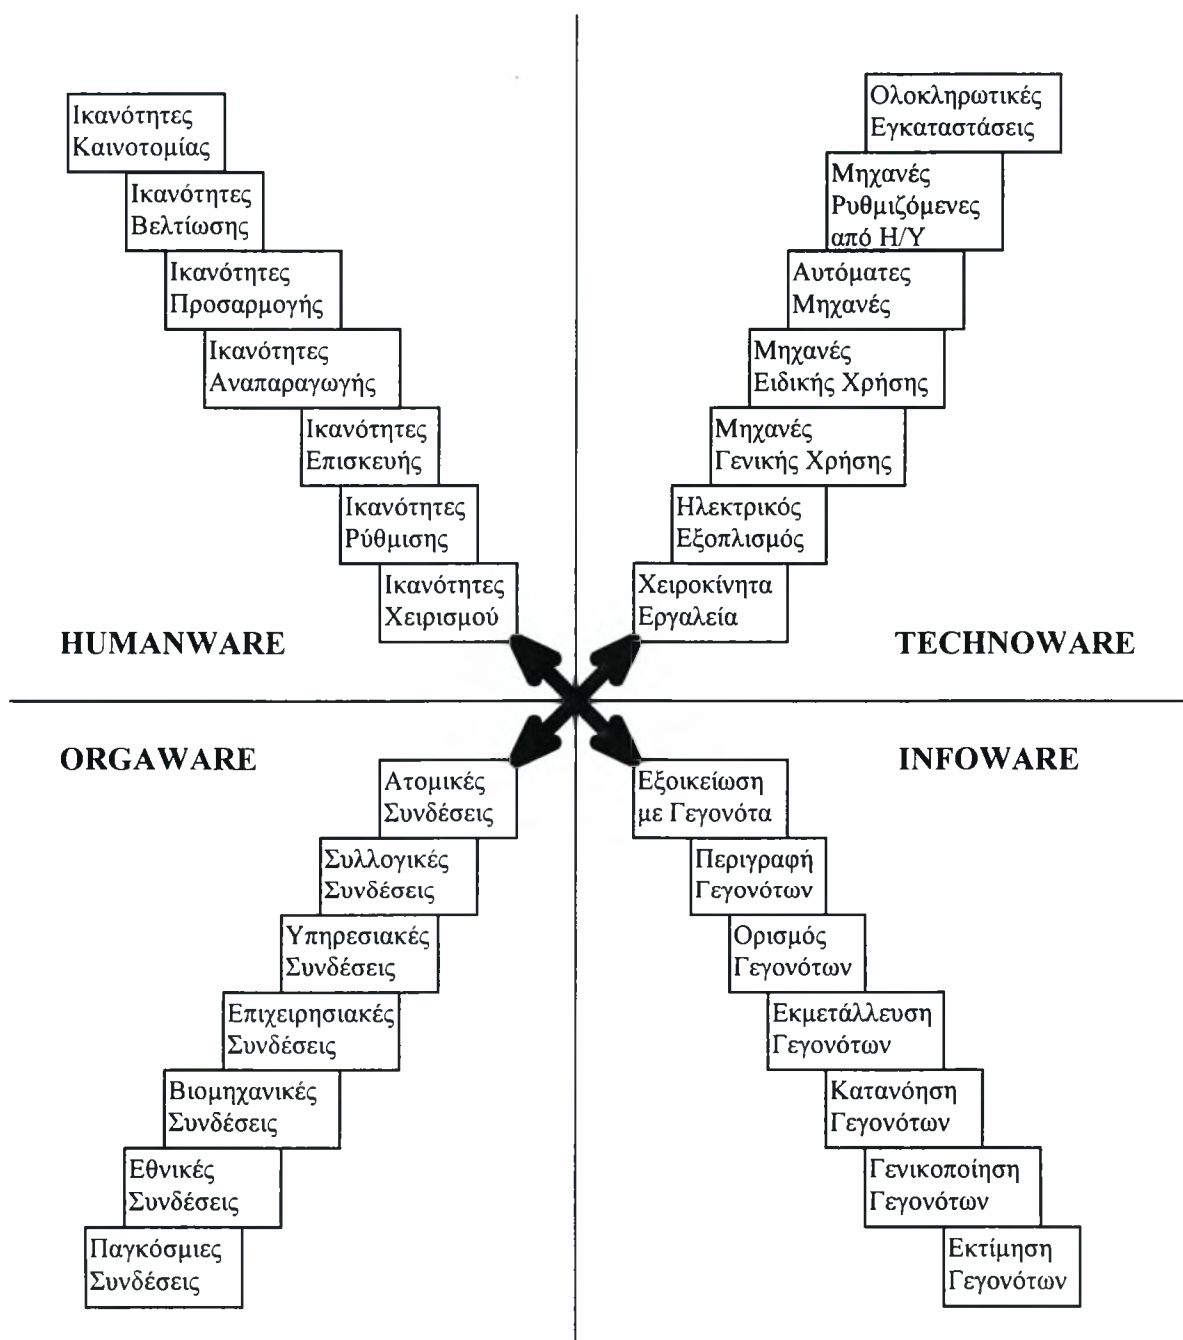 Ικανότητες
Καινοτομίας
Ικανότητες
Βελτίωσης
Ικανότητες
Προσαρμογής
Ικανότητες
Αναπαραγωγής
Ικανότητες
Επισκευής
Ικανότητες
Ρύθμισης
Ικανότητες
Χειρισμού
HUMANWARE
Ολοκληρωτικές
Εγκαταστάσεις
Μηχανές
Ρυθμιζόμενες
από Η/Υ
Αυτόματες
Μηχανές
Μηχανές
Ειδικής Χρήσης
Μηχανές
Γενικής Χρήσης
Ηλεκτρικός
Εξοπλισμός
Χειροκίνητα
Εργαλεία
TECHNOWARE
ORGAWARE
Ατομικές
Συνδέσεις
Συλλογικές
Συνδέσεις
Υπηρεσιακές
Συνδέσεις
Επιχειρησιακές
Συνδέσεις
Βιομηχανικές
Συνδέσεις
Εθνικές
Συνδέσεις
Παγκόσμιες
Συνδέσεις
INFOWARE
Εξοικείωση
με Γεγονότα
Περιγραφή
Γεγονότων
Ορισμός
Γεγονότων
Εκμετάλλευση
Γεγονότων
Κατανόηση
Γεγονότων
Γενικοποίηση
Γεγονότων
Εκτίμηση
Γεγονότων